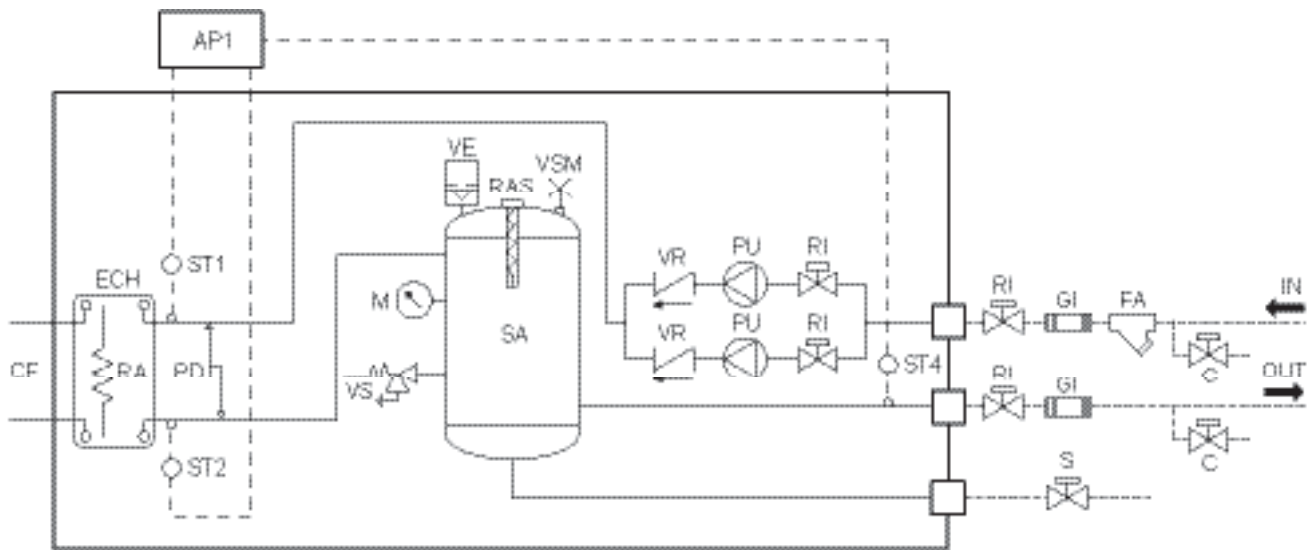 AP1
VE
VSM
RAS
ST1
ECH
VR
PU
RI
RI
GI
FA
IN
M
SA
VR
PU
RI
ST4
RI
GI
C
OUT
CF
RA
PD
VS
ST2
C
S